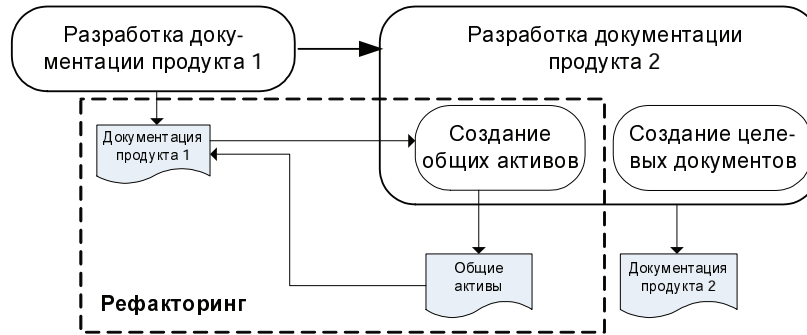 Разработка доку-
ментации продукта 1
Разработка документации
продукта 2
Документация
продукта 1
Создание
общих активов
Создание целе-
вых документов
Общие
активы
Документация
продукта 2
Рефакторинг